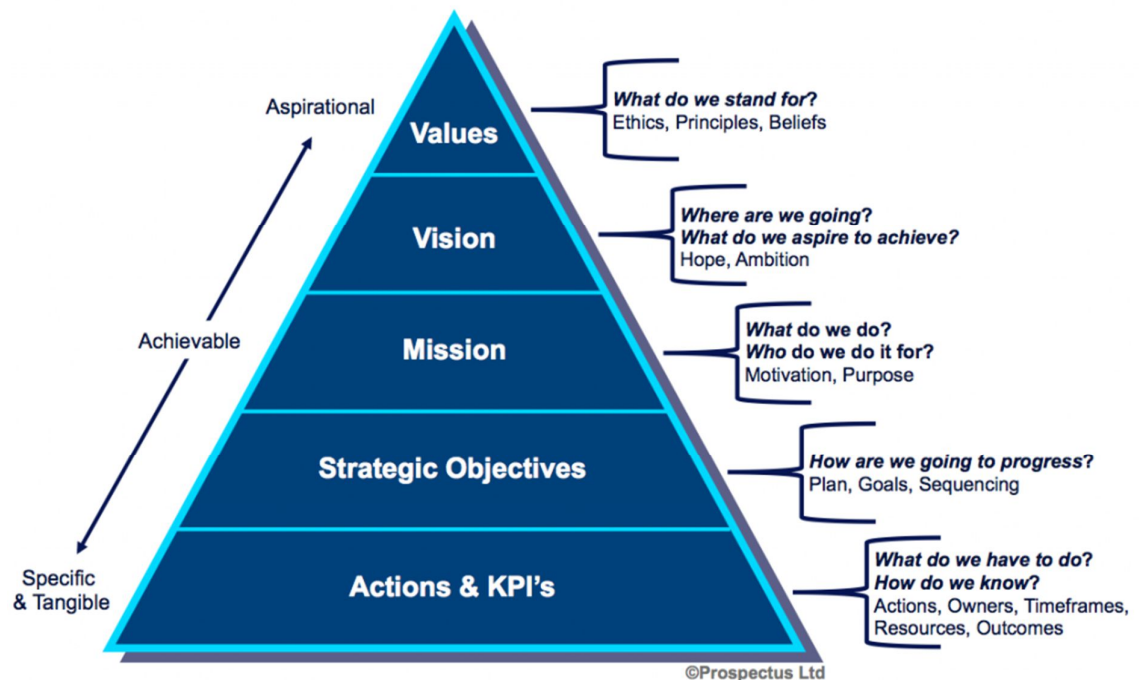 Aspirational
Achievable
Specific
& Tangible
Values
Vision
Mission
Strategic Objectives
Actions & KPI's
What do we stand for?
Ethics, Principles, Beliefs
Where are we going?
What do we aspire to achieve?
Hope, Ambition
What do we do?
Who do we do it for?
Motivation, Purpose
How are we going to progress?
Plan, Goals, Sequencing
What do we have to do?
How do we know?
Actions, Owners, Timeframes,
Resources, Outcomes
©Prospectus Ltd